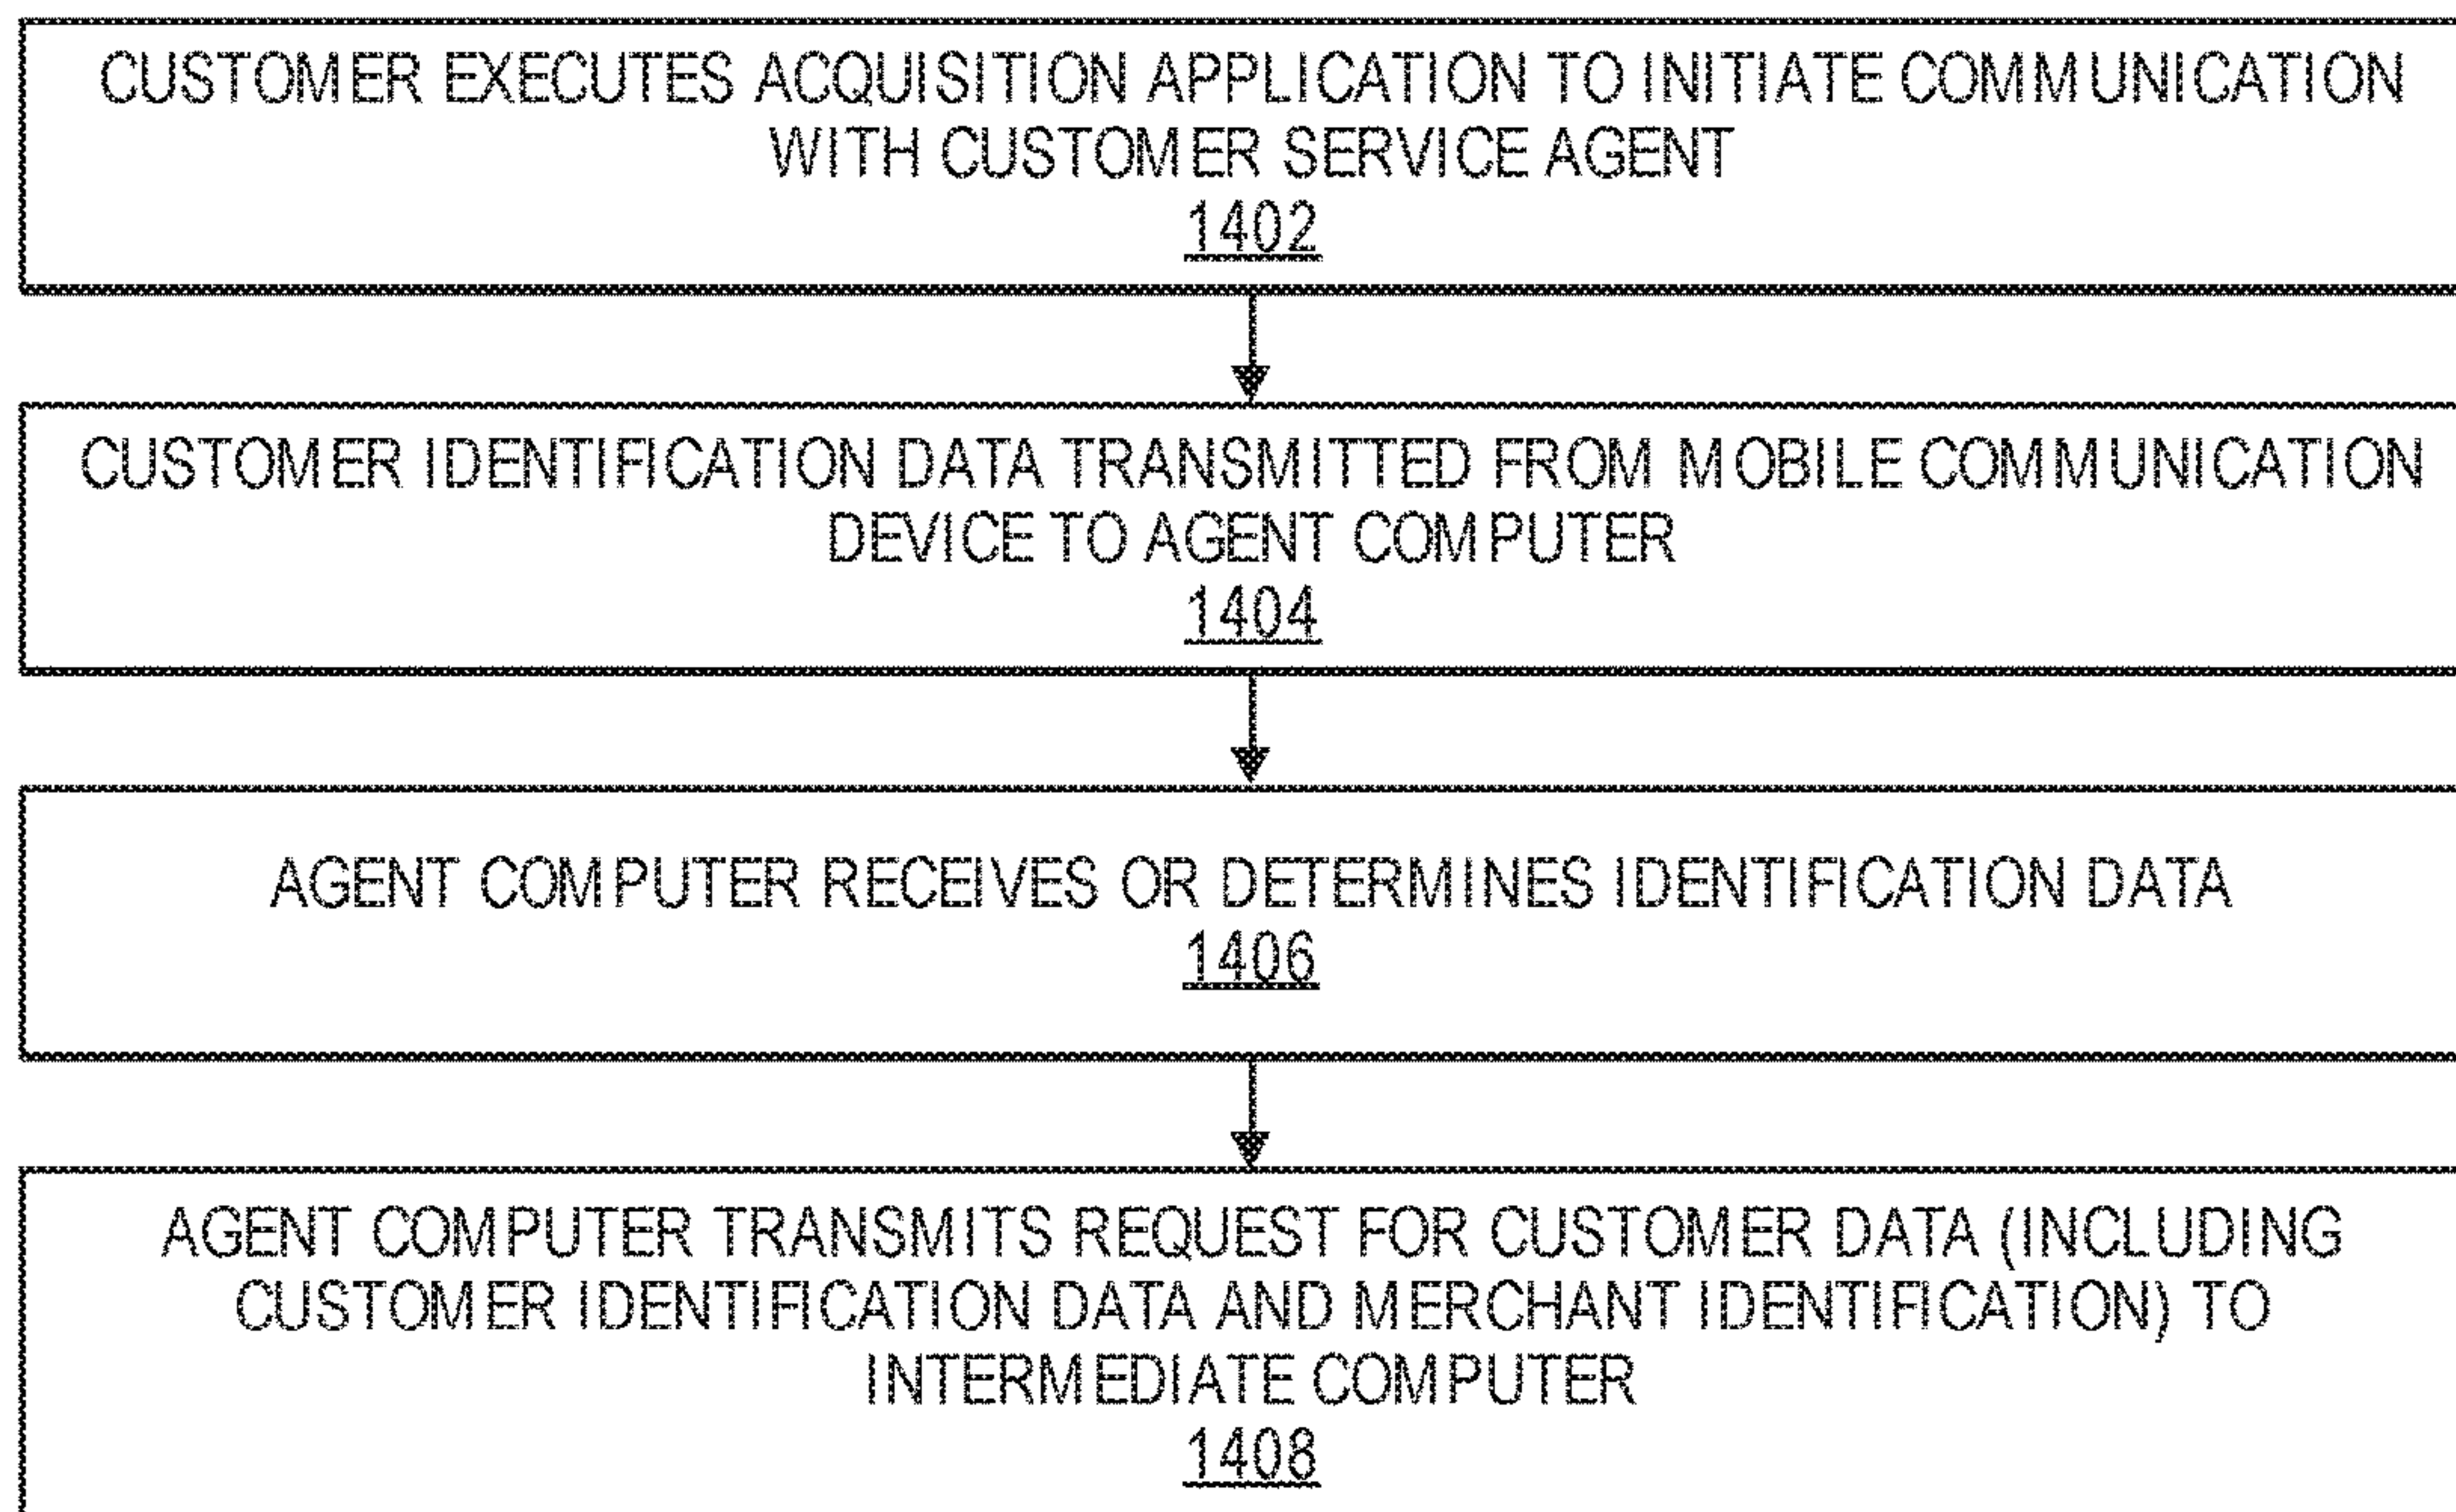 CUSTOMER EXECUTES ACQUISITION APPLICATION TO INITIATE COMMUNICATION
WITH CUSTOMER SERVICE AGENT
1402
CUSTOMER IDENTIFICATION DATA TRANSMITTED FROM MOBILE COMMUNICATION
DEVICE TO AGENT COMPUTER
1404
AGENT COMPUTER RECEIVES OR DETERMINES IDENTIFICATION DATA
1406
AGENT COMPUTER TRANSMITS REQUEST FOR CUSTOMER DATA (INCLUDING
CUSTOMER IDENTIFICATION DATA AND MERCHANT IDENTIFICATION) TO
INTERMEDIATE COMPUTER
1408